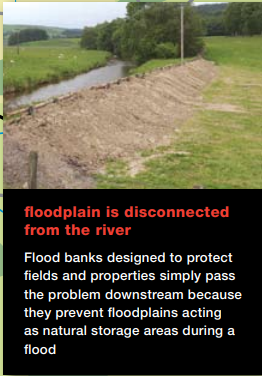 floodplain is disconnected
from the river
Flood banks designed to protect
fields and properties simply pass
the problem downstream because
they prevent floodplains acting
as natural storage areas during a
flood